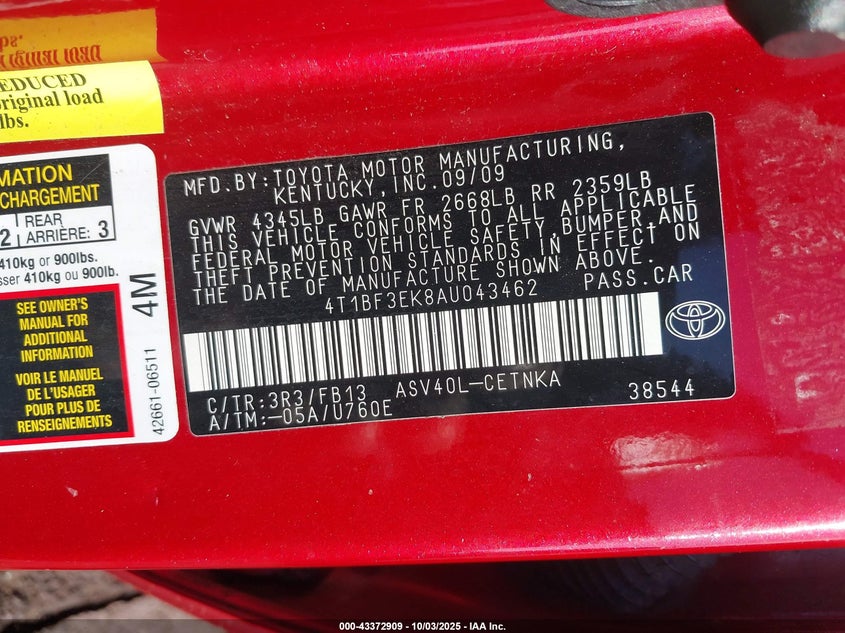 lbs.
EDUCED
original load
lbs.
MATION
CHARGEMENT
2 REAR
ARRIÈRE: 3
410kg or 900lbs.
sser 410kg ou 900lb.
SEE OWNER'S
MANUAL FOR
ADDITIONAL
INFORMATION
VOIR LE MANUEL
DE L'USAGER
POUR PLUS DE
RENSEIGNEMENTS
4M
42661-06511
MFD.BY:TOYOTA MOTOR MANUFACTURING,
KENTUCKY,INC.09/09
GVWR 4345LB GAWR FR 2668LB RR 2359LB
THIS VEHICLE CONFORMS TO ALL APPLICABLE
FEDERAL MOTOR VEHICLE SAFETY,BUMPER,AND
THEFT PREVENTION STANDARDS IN EFFECT ON
THE DATE OF MANUFACTURE SHOWN ABOVE.
4T1BF3EK8AU043462 PASS.CAR
C/TR:3R3/FB13 ASV40L-CETNKA 38544
A/TM:-05A/U760E
000-43372909 - 10/03/2025 - IAA Inc.